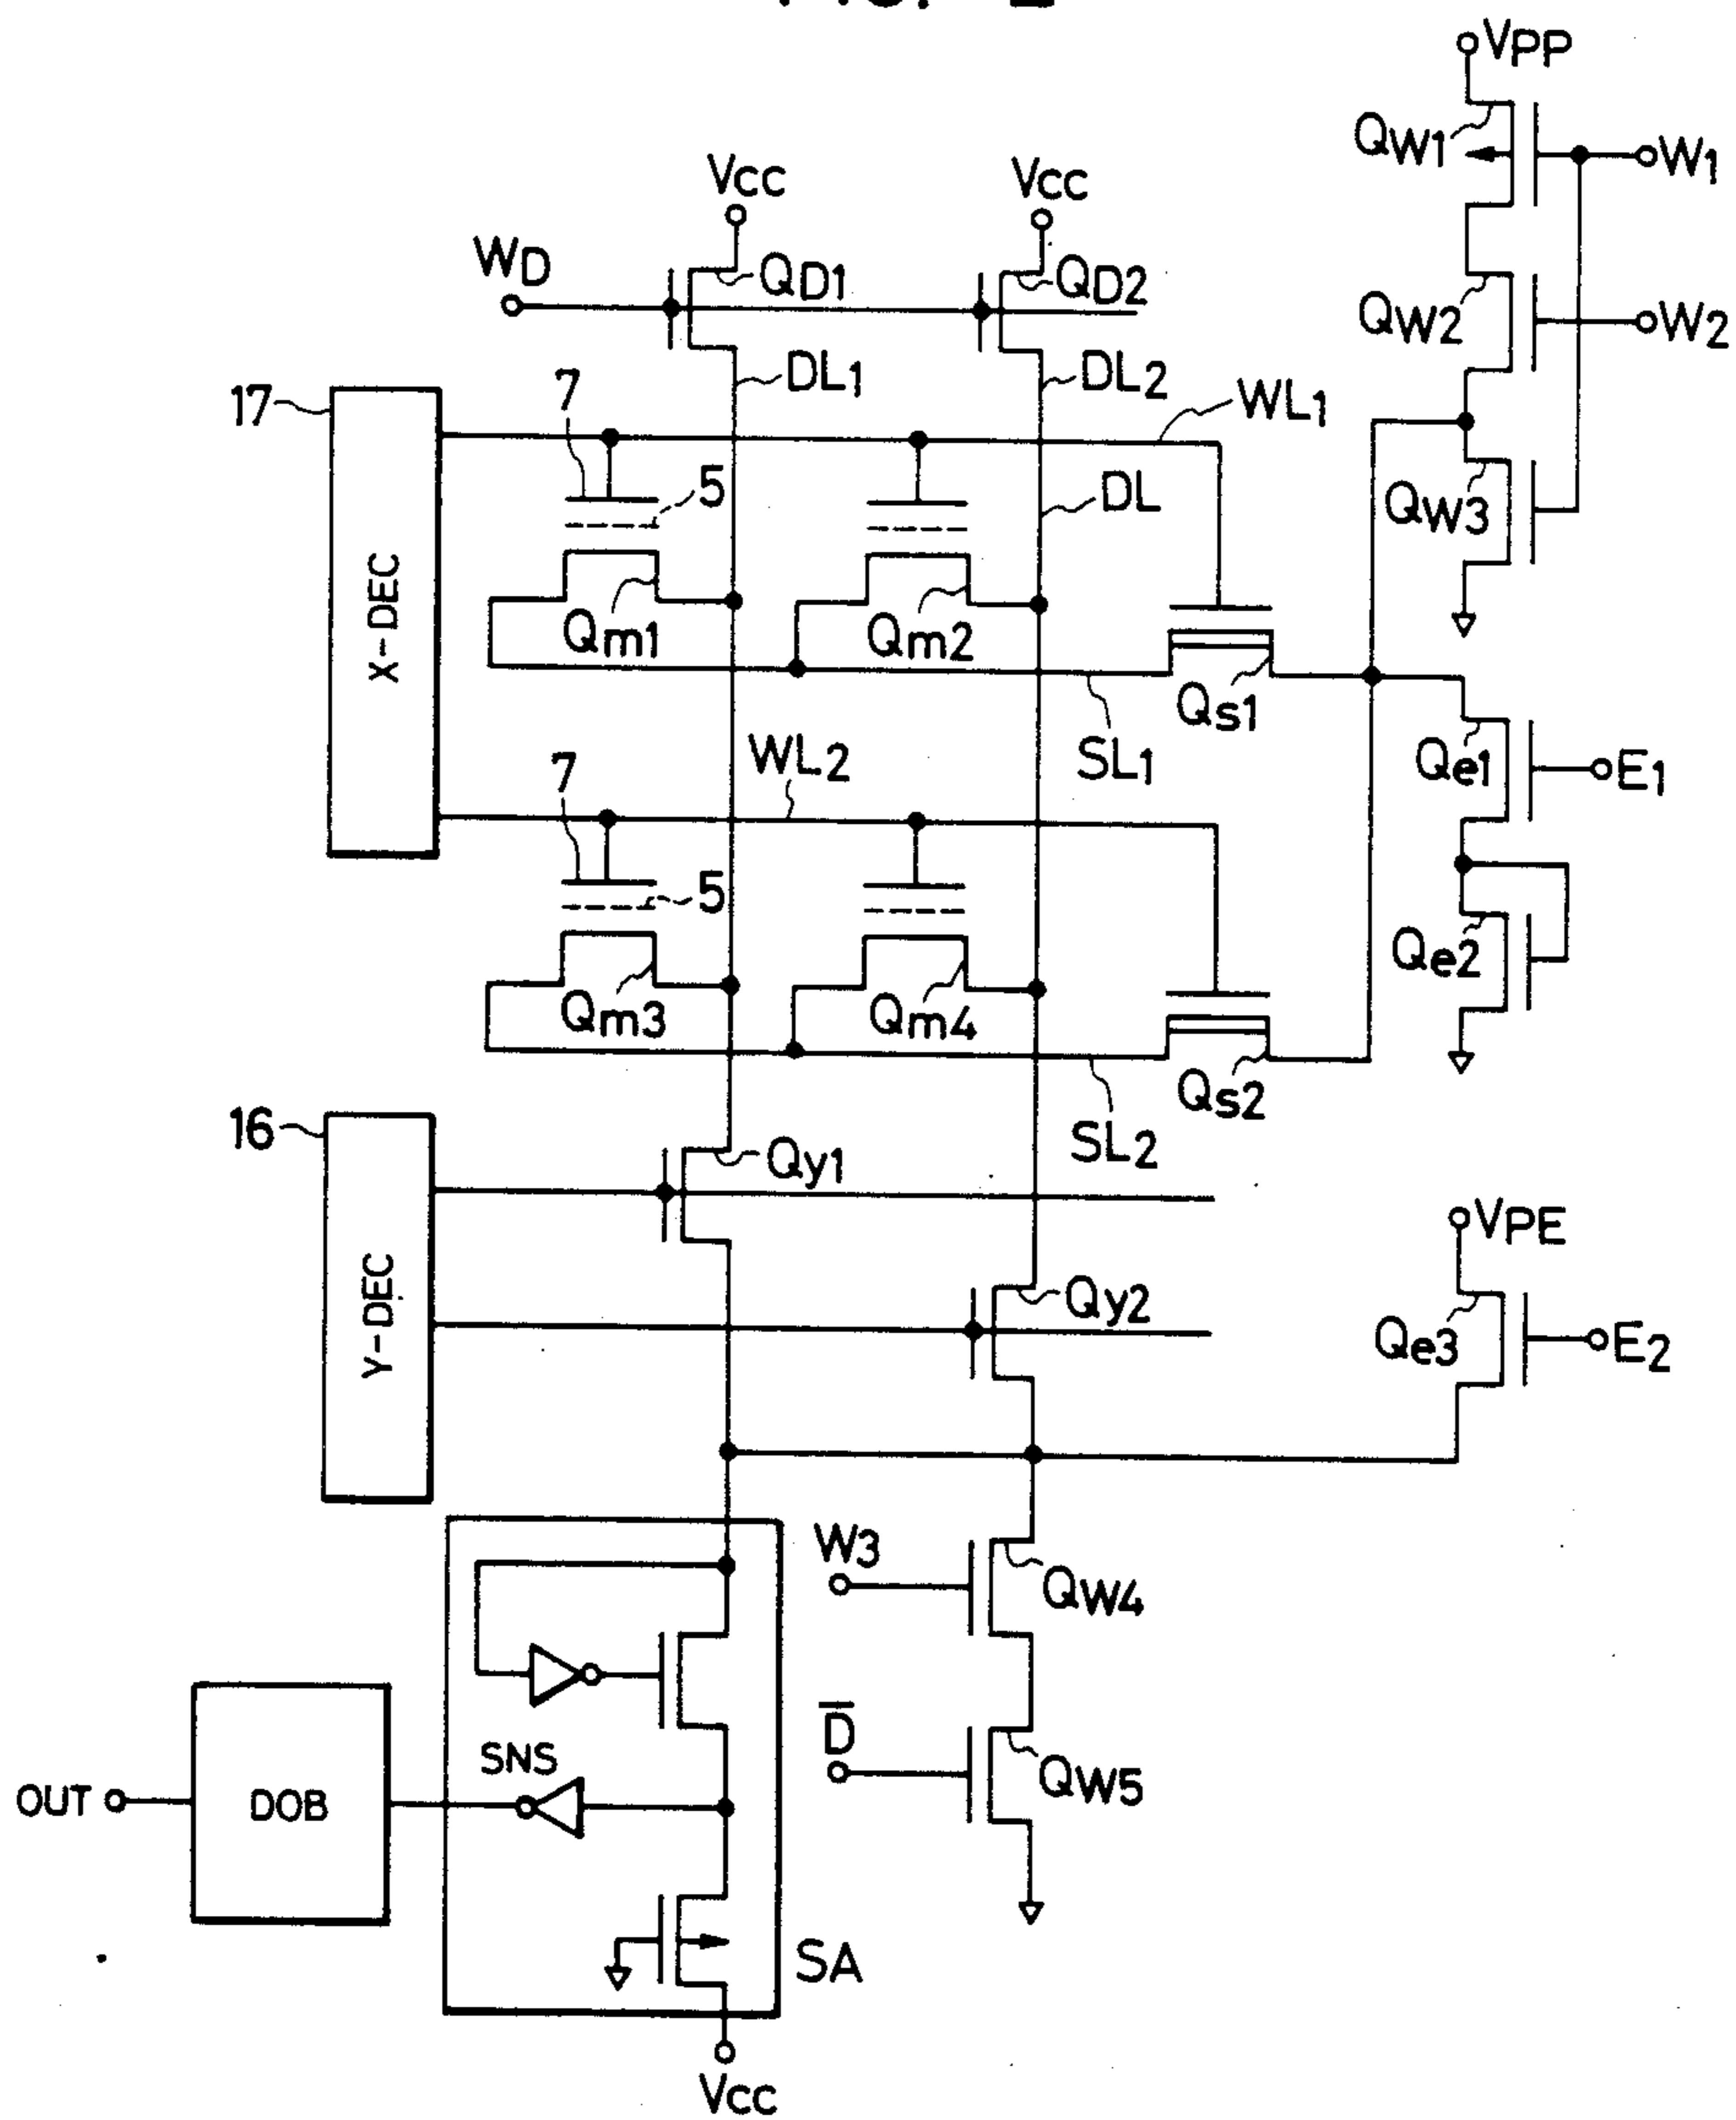 VPP
QW1
W1
VCC
VCC
WD
QD1
QD2
QW2
W2
DL1
DL2
WL1
17
7
5
DL
QW3
X-DEC
Qm1
Qm2
Qs1
SL1
Qe1
E1
7
WL2
5
Qe2
Qm3
Qm4
Qs2
16
SL2
Qy1
VPE
Y-DEC
Qy2
Qe3
E2
W3
QW4
D̅
SNS
QW5
OUT
DOB
SA
VCC